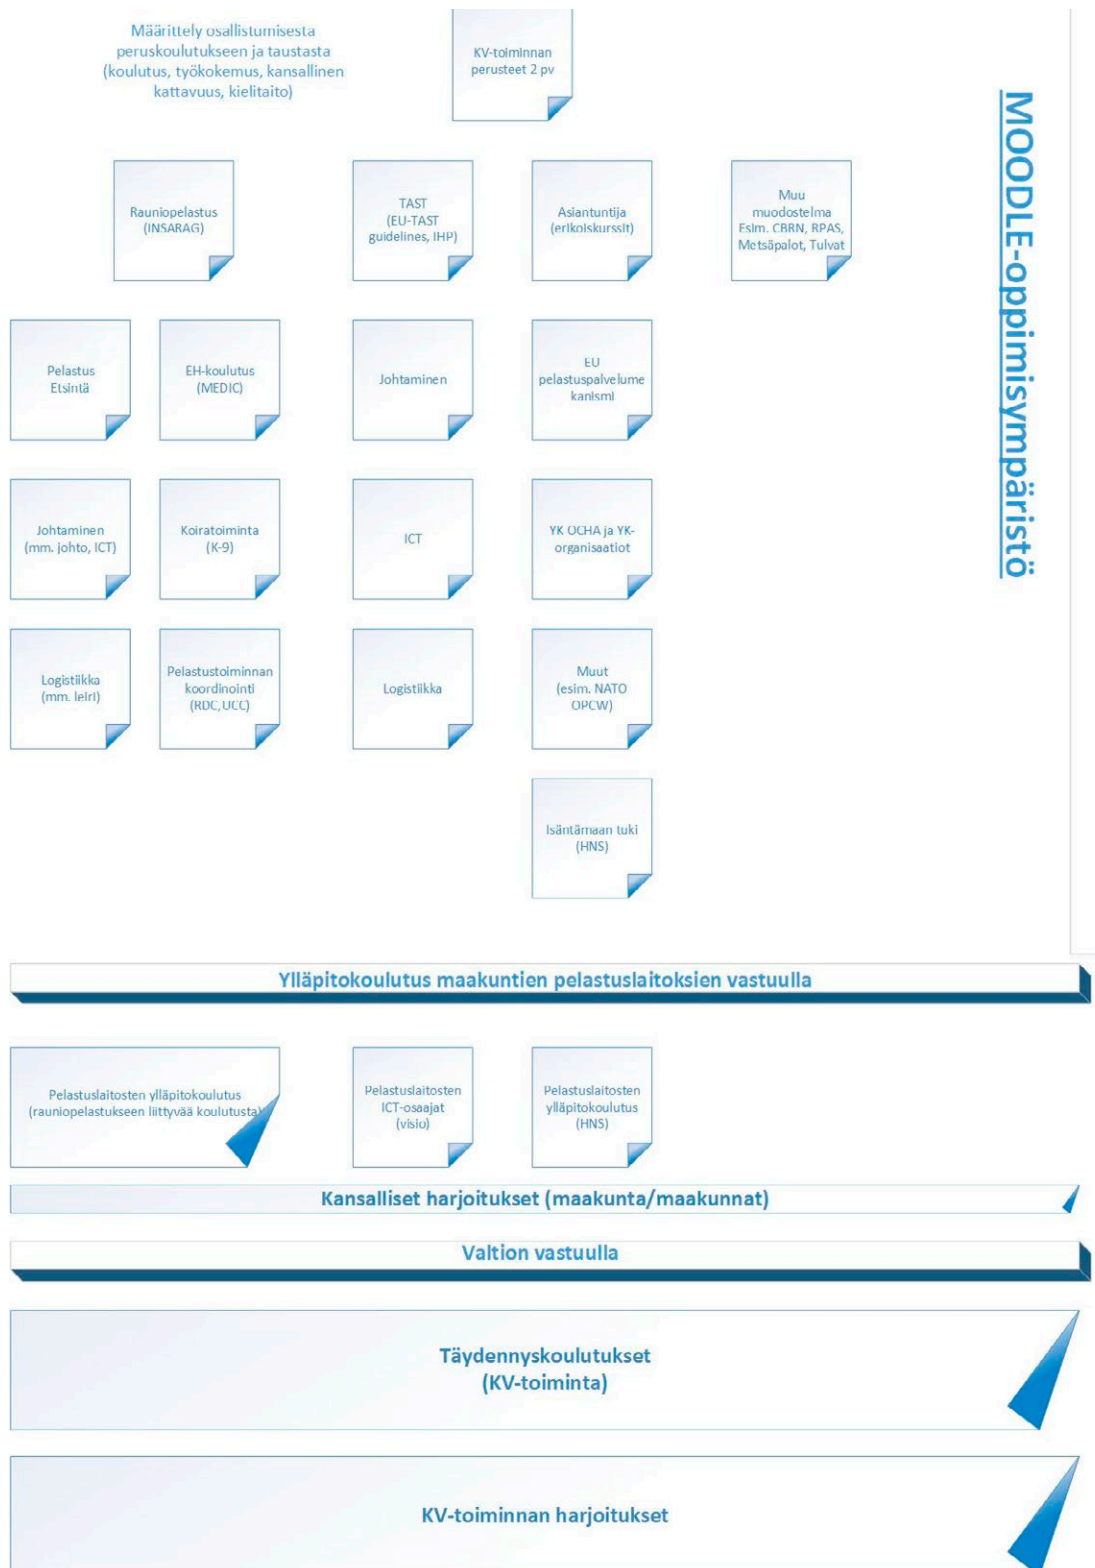 Määrittely osallistumisesta
peruskoulutukseen ja taustasta
(koulutus, työkokemus, kansallinen
kattavuus, kielitaito)
KV-toiminnan
perusteet 2 pv
MOODLE-oppimisympäristö
Rauniopelastus
(INSARAG)
TAST
(EU-TAST
guidelines, IHP)
Asiantuntija
(erikoiskurssit)
Muu
muodostelma
Esim. CBRN, RPAS,
Metsäpalot, Tulvat
Pelastus
Etsintä
EH-koulutus
(MEDIC)
Johtaminen
EU
pelastuspalvelume
kanismi
Johtaminen
(mm. johto, ICT)
Koiratoiminta
(K-9)
ICT
YK OCHA ja YK-
organisaatiot
Logistiikka
(mm. leiri)
Pelastustoiminnan
koordinointi
(RDC,UCC)
Logistiikka
Muut
(esim. NATO
OPCW)
Isäntämaan tuki
(HNS)
Ylläpitokoulutus maakuntien pelastuslaitoksien vastuulla
Pelastuslaitosten ylläpitokoulutus
(rauniopelastukseen liittyvää koulutusta)
Pelastuslaitosten
ICT-osaajat
(visio)
Pelastuslaitosten
ylläpitokoulutus
(HNS)
Kansalliset harjoitukset (maakunta/maakunnat)
Valtion vastuulla
Täydennyskoulutukset
(KV-toiminta)
KV-toiminnan harjoitukset